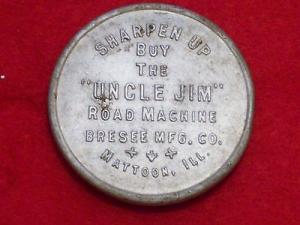 SHARPEN UP
BUY
THE
"UNCLE JIM"
ROAD MACHINE
BRESEE MFG. CO.
MATTOON, ILL.